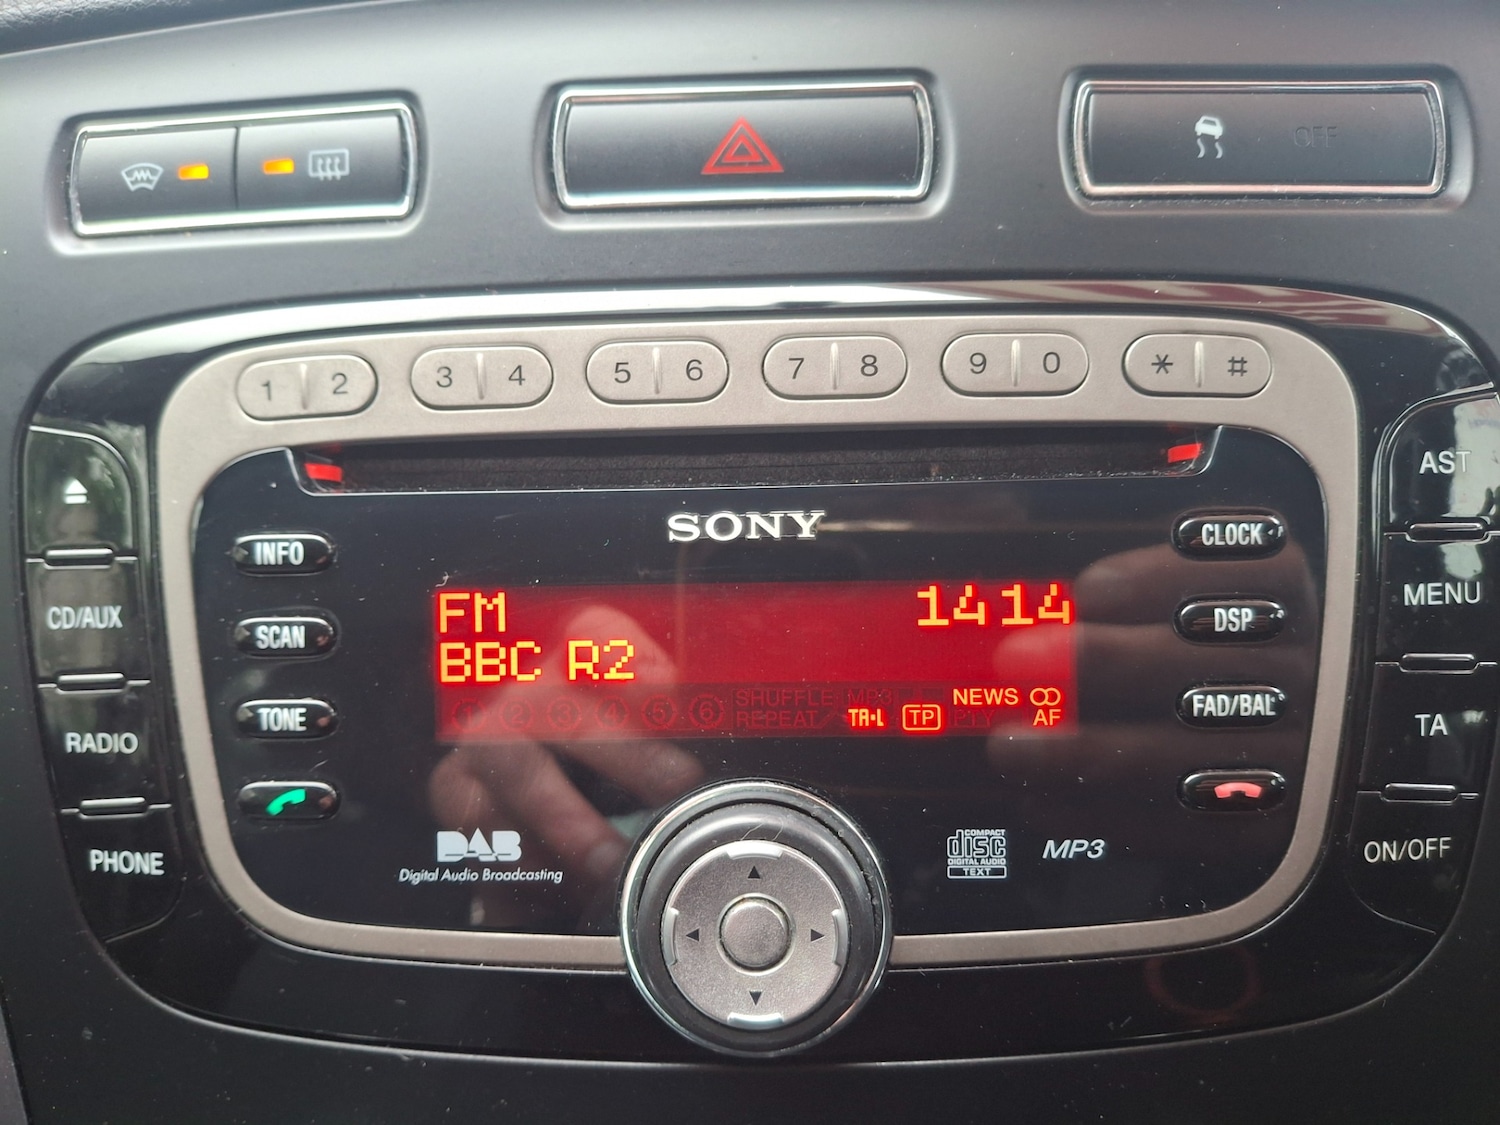 OFF
1 2 3 4 5 6 7 8 9 0 * #
SONY
AST
INFO
CLOCK
CD/AUX
SCAN
FM 1414
BBC R2
DSP
MENU
SHUFFLE MP3 NEWS
1 2 3 4 5 6 REPEAT TA·L TP PTY AF
RADIO
TONE
FAD/BAL
TA
PHONE
DAB
Digital Audio Broadcasting
COMPACT
disc
DIGITAL AUDIO
TEXT
MP3
ON/OFF